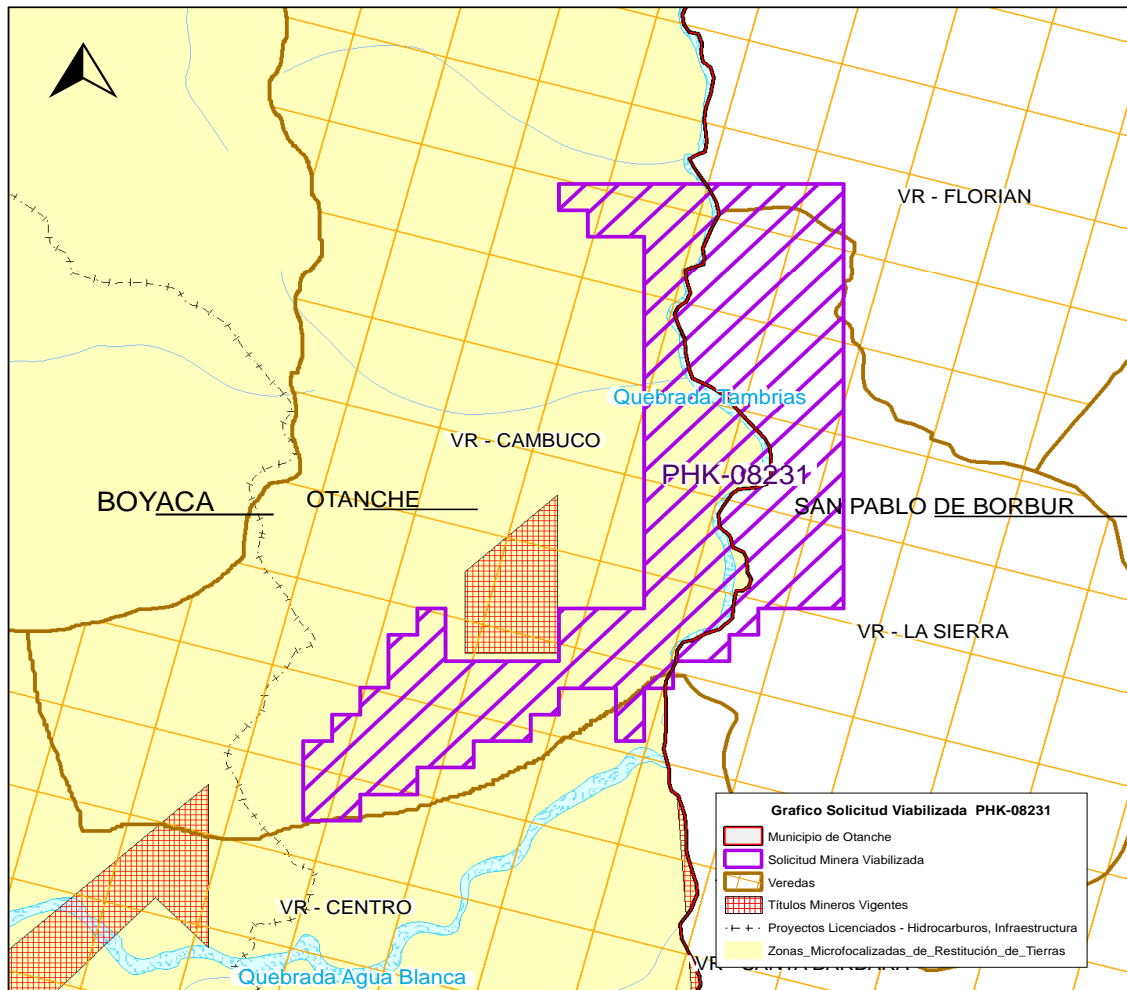 VR - FLORIAN
Quebrada Tambrias
VR - CAMBUCO
PHK-08231
BOYACA
OTANCHE
SAN PABLO DE BORBUR
VR - LA SIERRA
VR - CENTRO
Quebrada Agua Blanca
Grafico Solicitud Viabilizada PHK-08231
Municipio de Otanche
Solicitud Minera Viabilizada
Veredas
Títulos Mineros Vigentes
Proyectos Licenciados - Hidrocarburos, Infraestructura
Zonas_Microfocalizadas_de_Restitución_de_Tierras